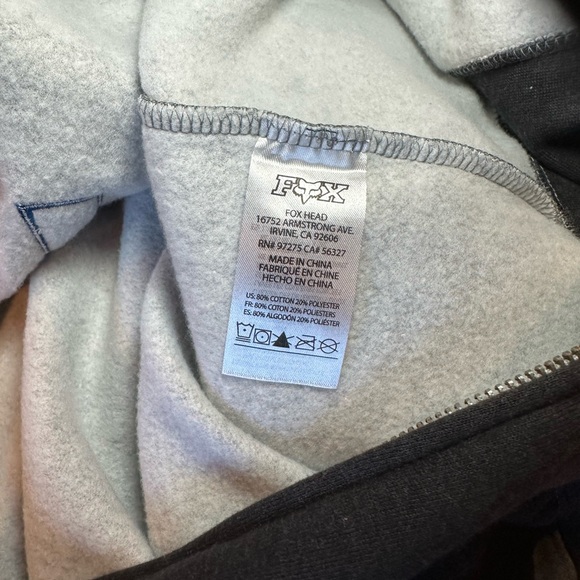 FOX
FOX HEAD
16752 ARMSTRONG AVE.
IRVINE, CA 92606
RN# 97275 CA# 56327
MADE IN CHINA
FABRIQUÉ EN CHINE
HECHO EN CHINA
US: 80% COTTON 20% POLYESTER
FR: 80% COTON 20% POLYESTERS
ES: 80% ALGODÓN 20% POLIÉSTER